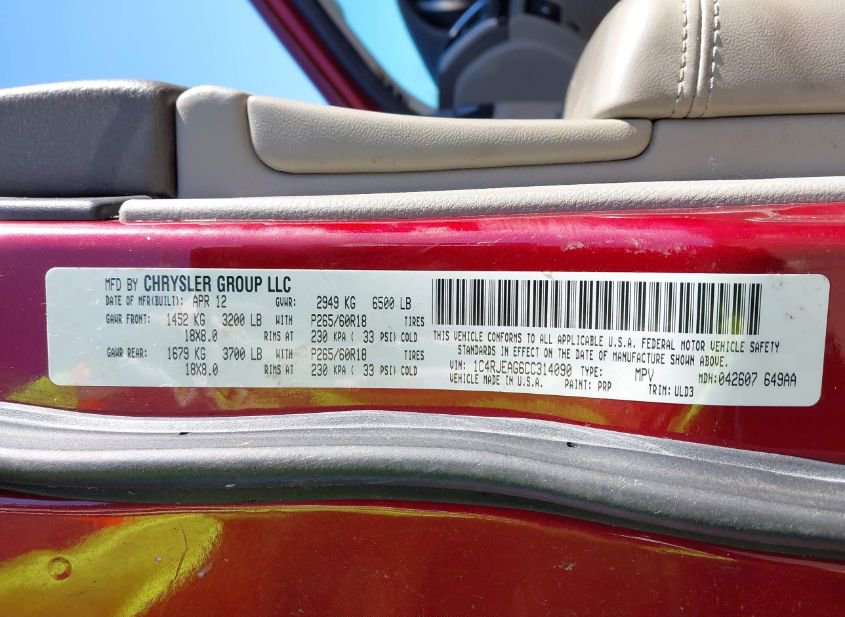 MFD BY CHRYSLER GROUP LLC
DATE OF MFR(BUILT): APR 12 GVWR: 2949 KG 6500 LB
GAWR FRONT: 1452 KG 3200 LB WITH P265/60R18 TIRES
18X8.0 RIMS AT 230 KPA ( 33 PSI) COLD
GAWR REAR: 1679 KG 3700 LB WITH P265/60R18 TIRES
18X8.0 RIMS AT 230 KPA ( 33 PSI) COLD
THIS VEHICLE CONFORMS TO ALL APPLICABLE U.S.A. FEDERAL MOTOR VEHICLE SAFETY
STANDARDS IN EFFECT ON THE DATE OF MANUFACTURE SHOWN ABOVE.
VIN: 1C4RJEAG6CC314090 TYPE: MPV MDH: 042607 649AA
VEHICLE MADE IN U.S.A. PAINT: PRP TRIM: ULD3